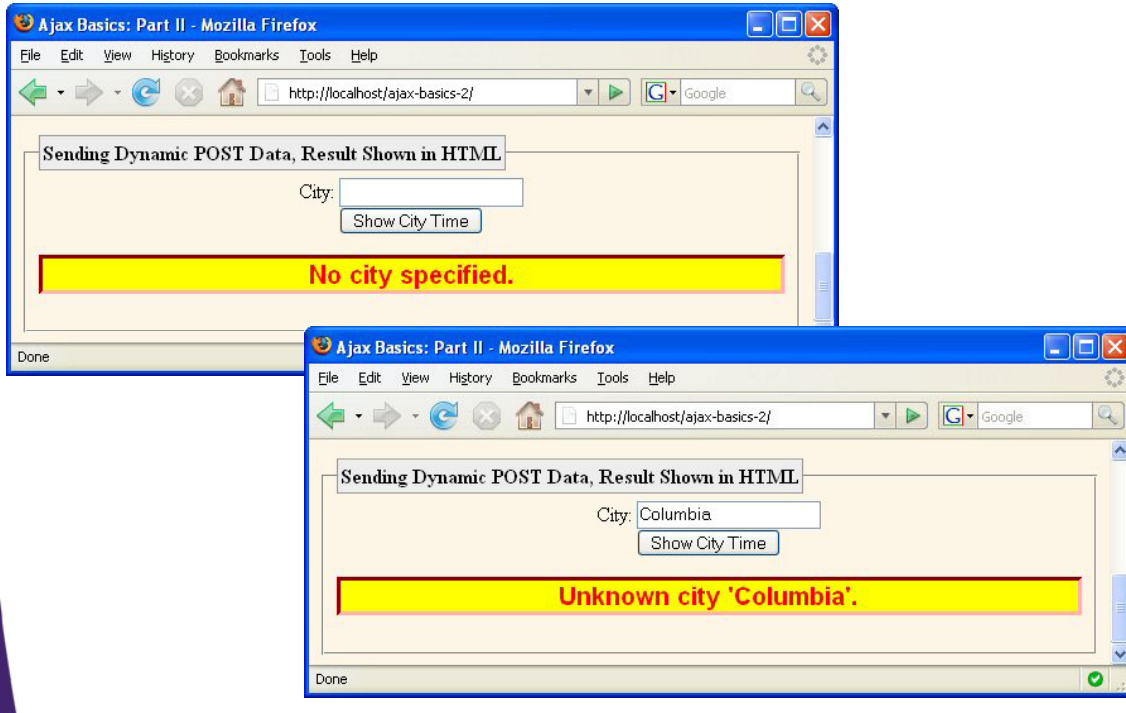 Ajax Basics: Part II - Mozilla Firefox
File Edit View History Bookmarks Tools Help
http://localhost/ajax-basics-2/ G Google
Sending Dynamic POST Data, Result Shown in HTML
City:
Show City Time
No city specified.
Done
Ajax Basics: Part II - Mozilla Firefox
File Edit View History Bookmarks Tools Help
http://localhost/ajax-basics-2/ G Google
Sending Dynamic POST Data, Result Shown in HTML
City: Columbia
Show City Time
Unknown city 'Columbia'.
Done